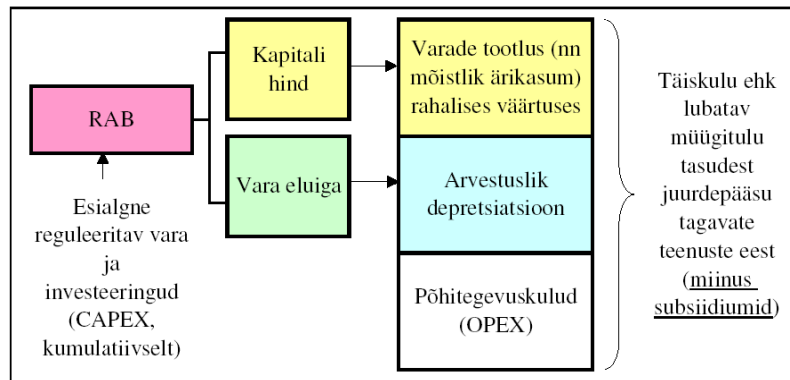 RAB
Esialgne
reguleeritav vara
ja
investeeringud
(CAPEX,
kumulatiivselt)
Kapitali
hind
Vara eluiga
Varade tootlus (nn
mõistlik ärikasum)
rahalises väärtuses
Arvestuslik
depretsiatsioon
Põhitegevuskulud
(OPEX)
Täiskulu ehk
lubatav
müügitulu
tasudest
juurdepääsu
tagavate
teenuste eest
(miinus
subsiidiumid)